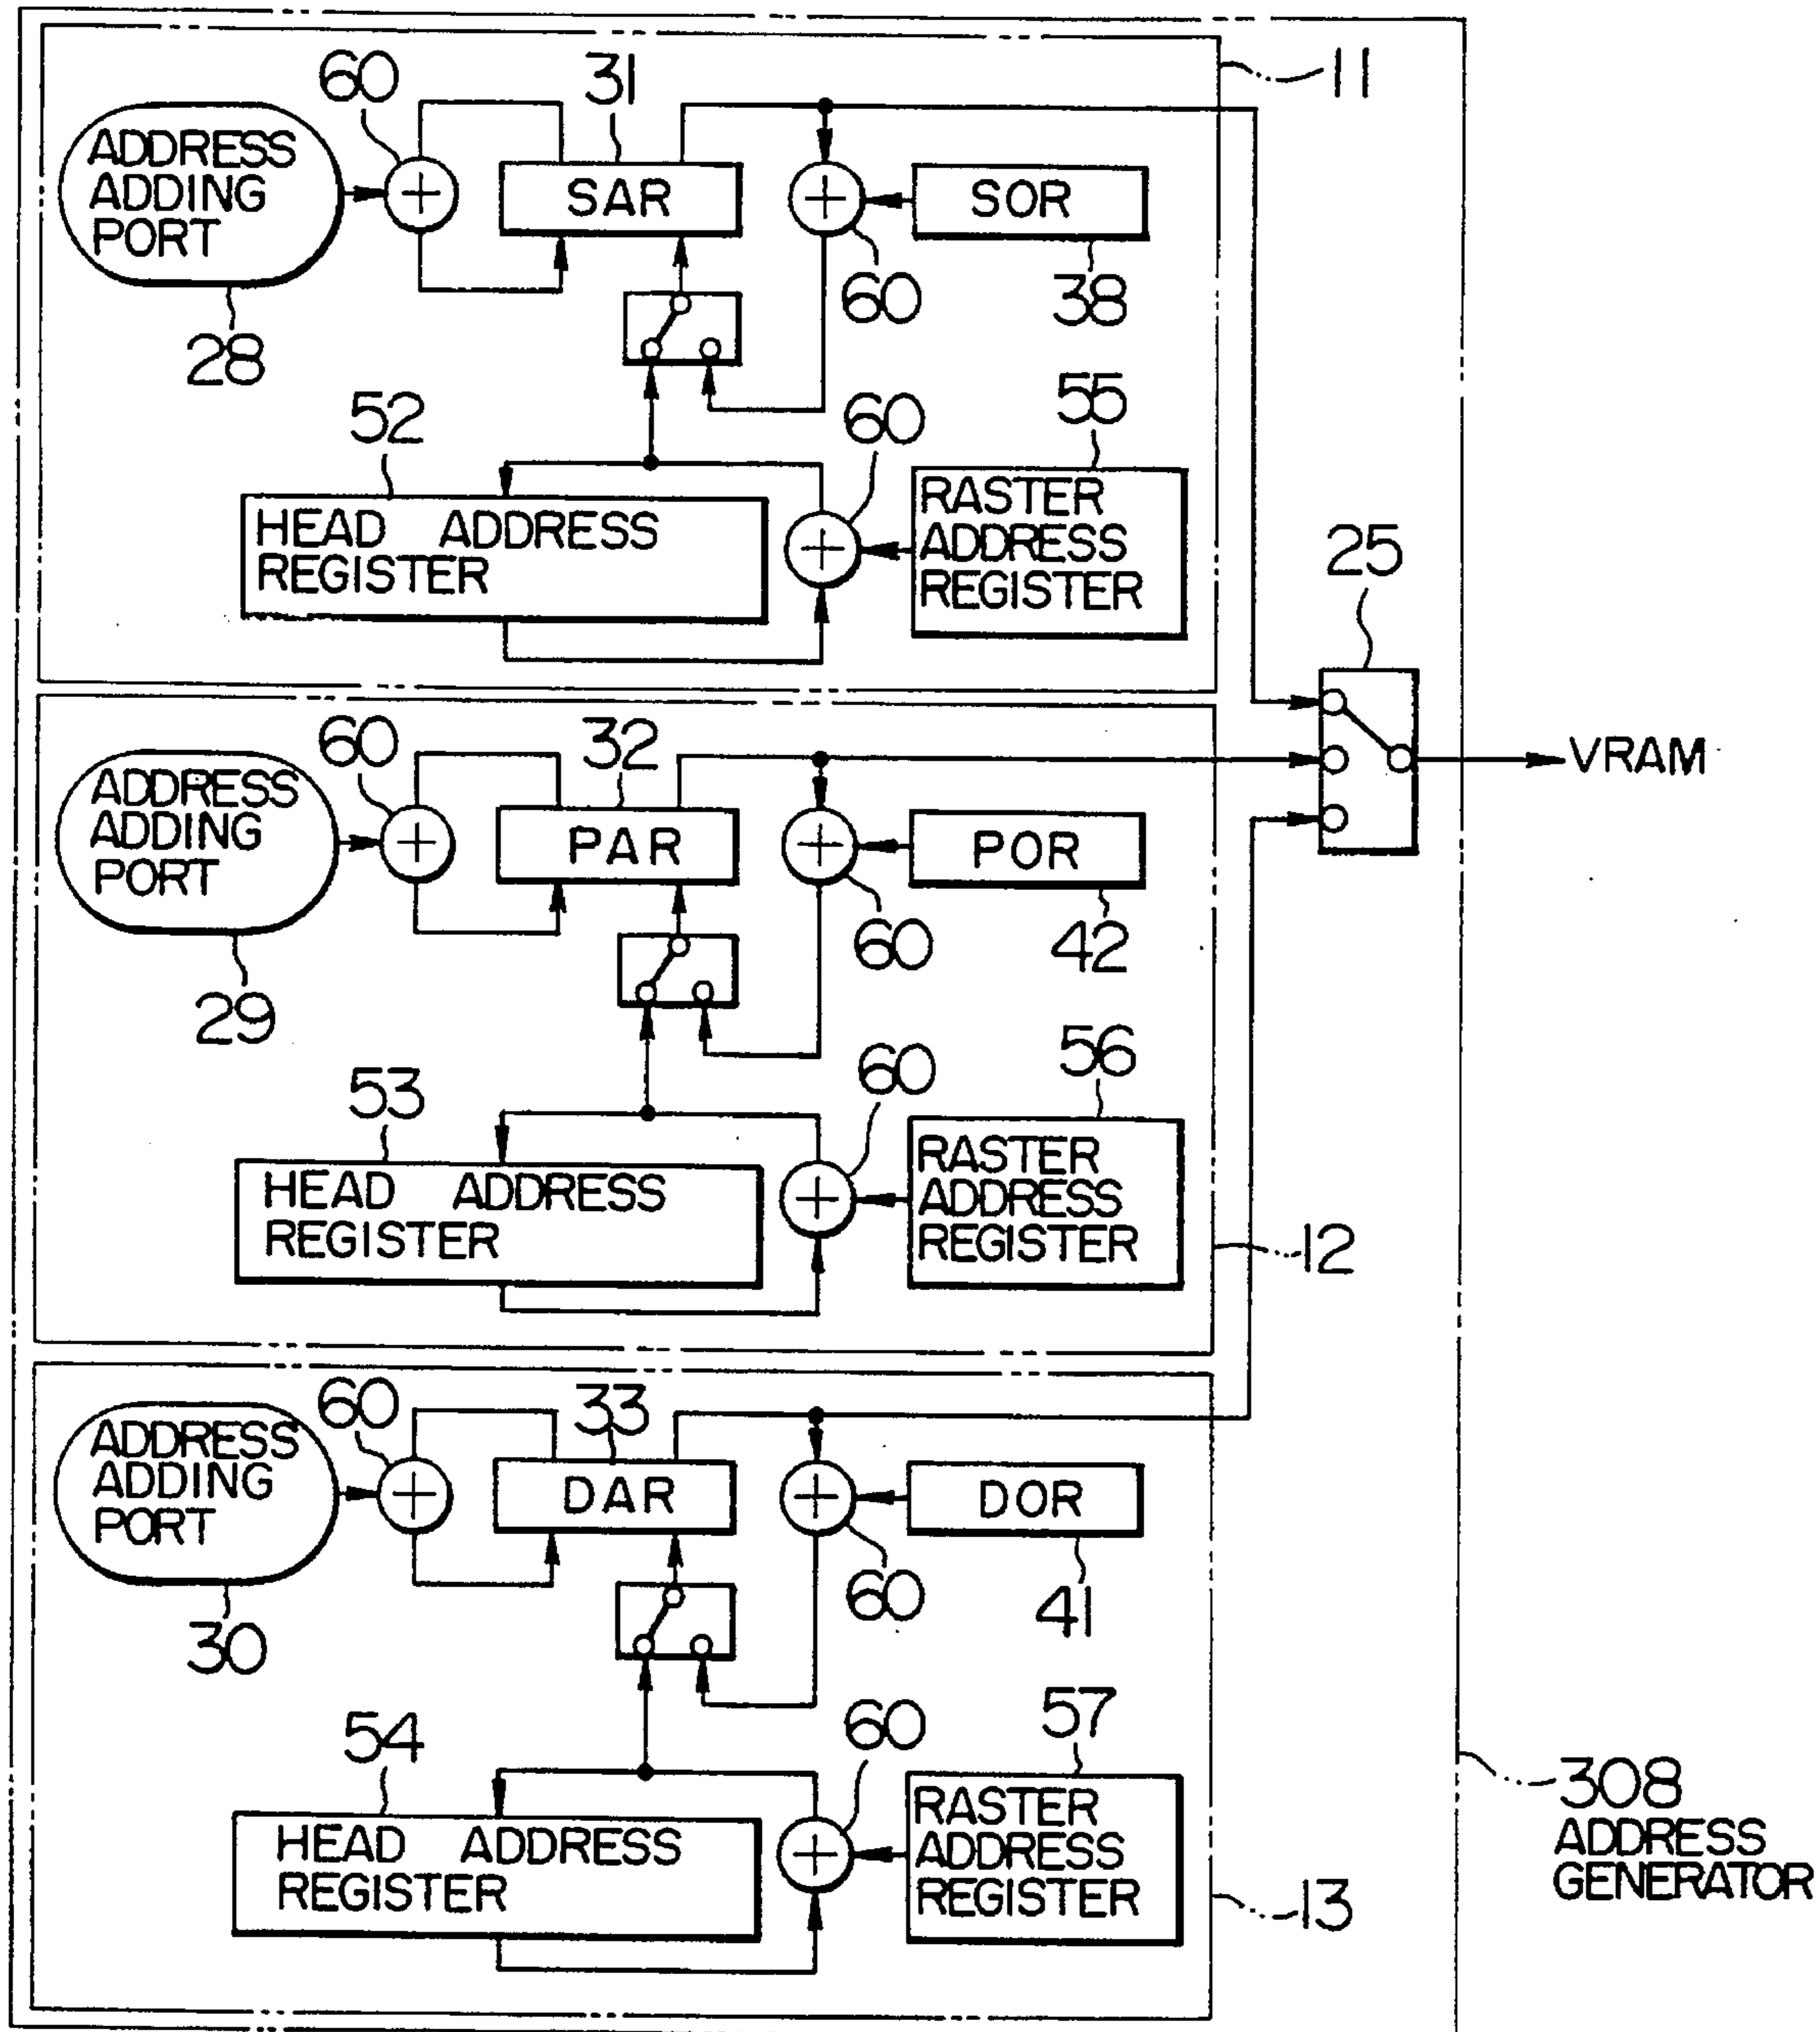 60
31
11
ADDRESS
ADDING
PORT
SAR
SOR
28
60
38
52
60
55
HEAD ADDRESS
REGISTER
RASTER
ADDRESS
REGISTER
25
VRAM
60
32
ADDRESS
ADDING
PORT
PAR
POR
29
60
42
53
60
56
HEAD ADDRESS
REGISTER
RASTER
ADDRESS
REGISTER
12
60
33
ADDRESS
ADDING
PORT
DAR
DOR
30
60
41
54
60
57
HEAD ADDRESS
REGISTER
RASTER
ADDRESS
REGISTER
13
308
ADDRESS
GENERATOR